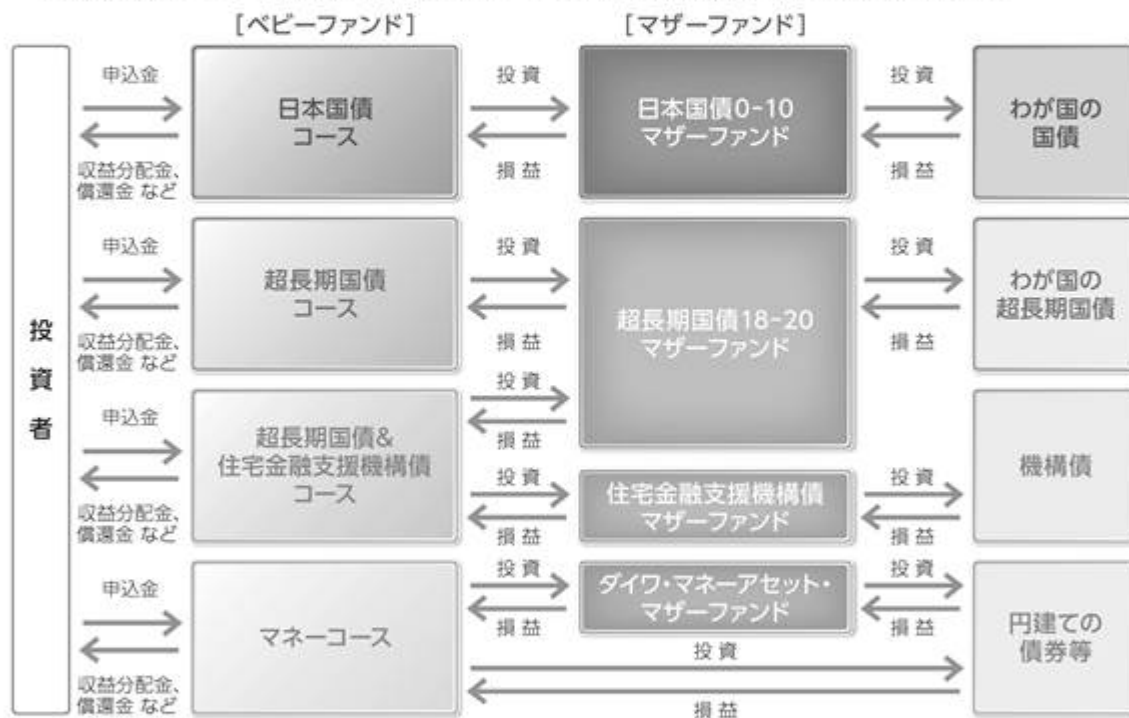 [ベビーファンド]
[マザーファンド]
投資者
申込金
収益分配金、
償還金 など
日本国債
コース
投資
損益
日本国債0-10
マザーファンド
投資
損益
わが国の
国債
申込金
収益分配金、
償還金 など
超長期国債
コース
投資
損益
超長期国債18-20
マザーファンド
投資
損益
わが国の
超長期国債
申込金
収益分配金、
償還金 など
超長期国債&
住宅金融支援機構債
コース
投資
損益
投資
損益
住宅金融支援機構債
マザーファンド
投資
損益
機構債
申込金
収益分配金、
償還金 など
マネーコース
投資
損益
ダイワ・マネーアセット・
マザーファンド
投資
損益
投資
損益
円建ての
債券等